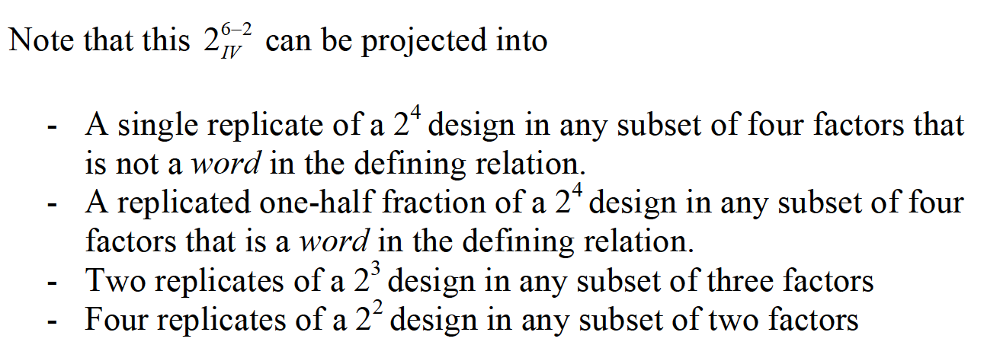 Note that this $2_{IV}^{6-2}$ can be projected into
- A single replicate of a $2^4$ design in any subset of four factors that
is not a word in the defining relation.
- A replicated one-half fraction of a $2^4$ design in any subset of four
factors that is a word in the defining relation.
- Two replicates of a $2^3$ design in any subset of three factors
- Four replicates of a $2^2$ design in any subset of two factors